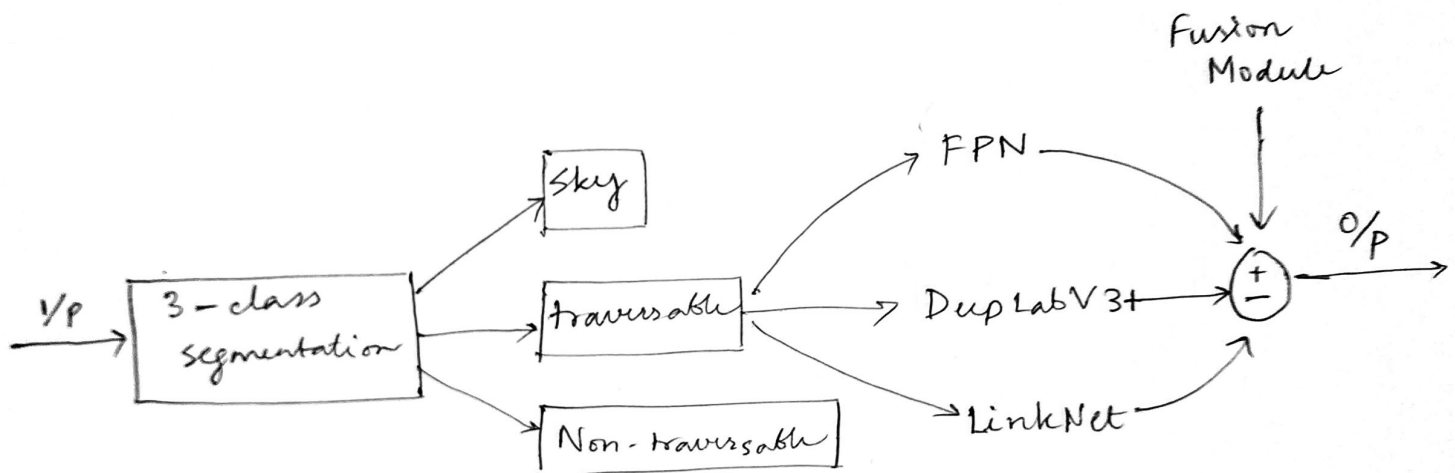 Fusion
Module
FPN
Sky
O/P
I/P
3-class
segmentation
traversable
DeepLabV3+
+
-
LinkNet
Non-traversable